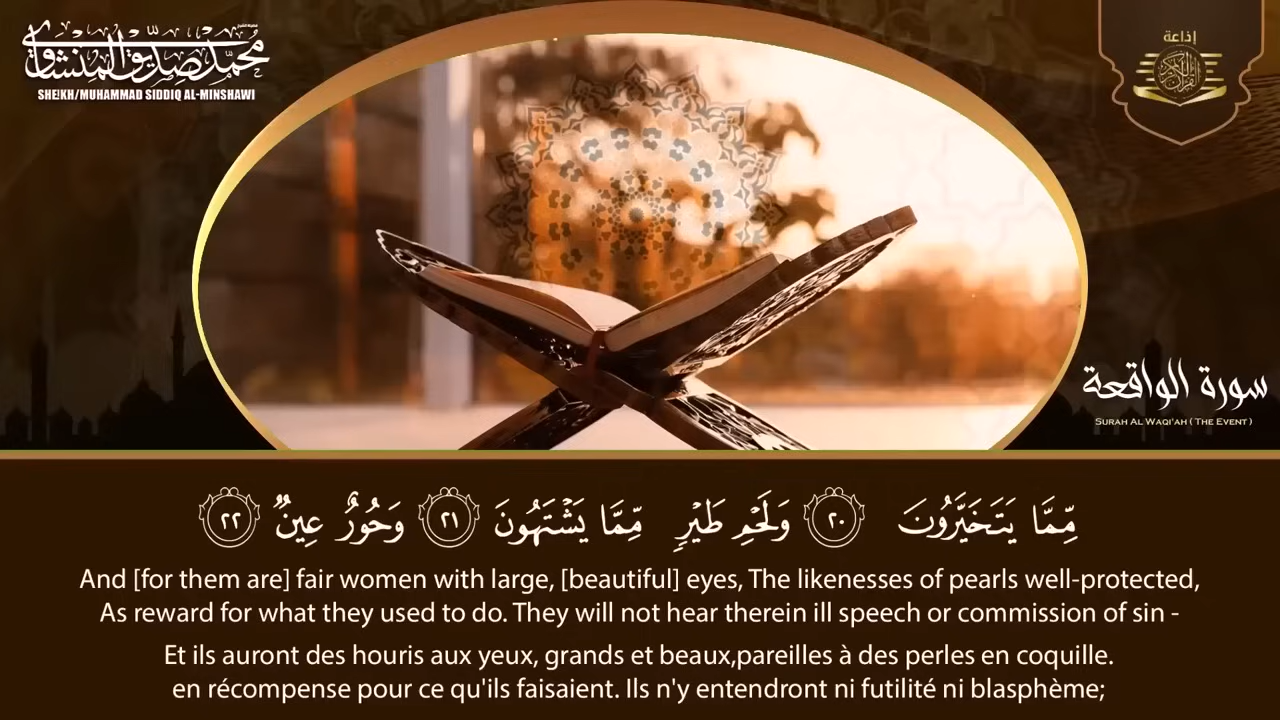 محمد صديق المنشاوي
SHEIKH/MUHAMMAD SIDDIQ AL-MINSHAWI
إذاعة
القرآن الكريم
سورة الواقعة
SURAH AL WAQI'AH ( THE EVENT )
مِّمَّا يَتَخَيَّرُونَ ٢٠ وَلَحْمِ طَيْرٍ مِّمَّا يَشْتَهُونَ ٢١ وَحُورٌ عِينٌ ٢٢
And [for them are] fair women with large, [beautiful] eyes, The likenesses of pearls well-protected,
As reward for what they used to do. They will not hear therein ill speech or commission of sin -
Et ils auront des houris aux yeux, grands et beaux,pareilles à des perles en coquille.
en récompense pour ce qu'ils faisaient. Ils n'y entendront ni futilité ni blasphème;